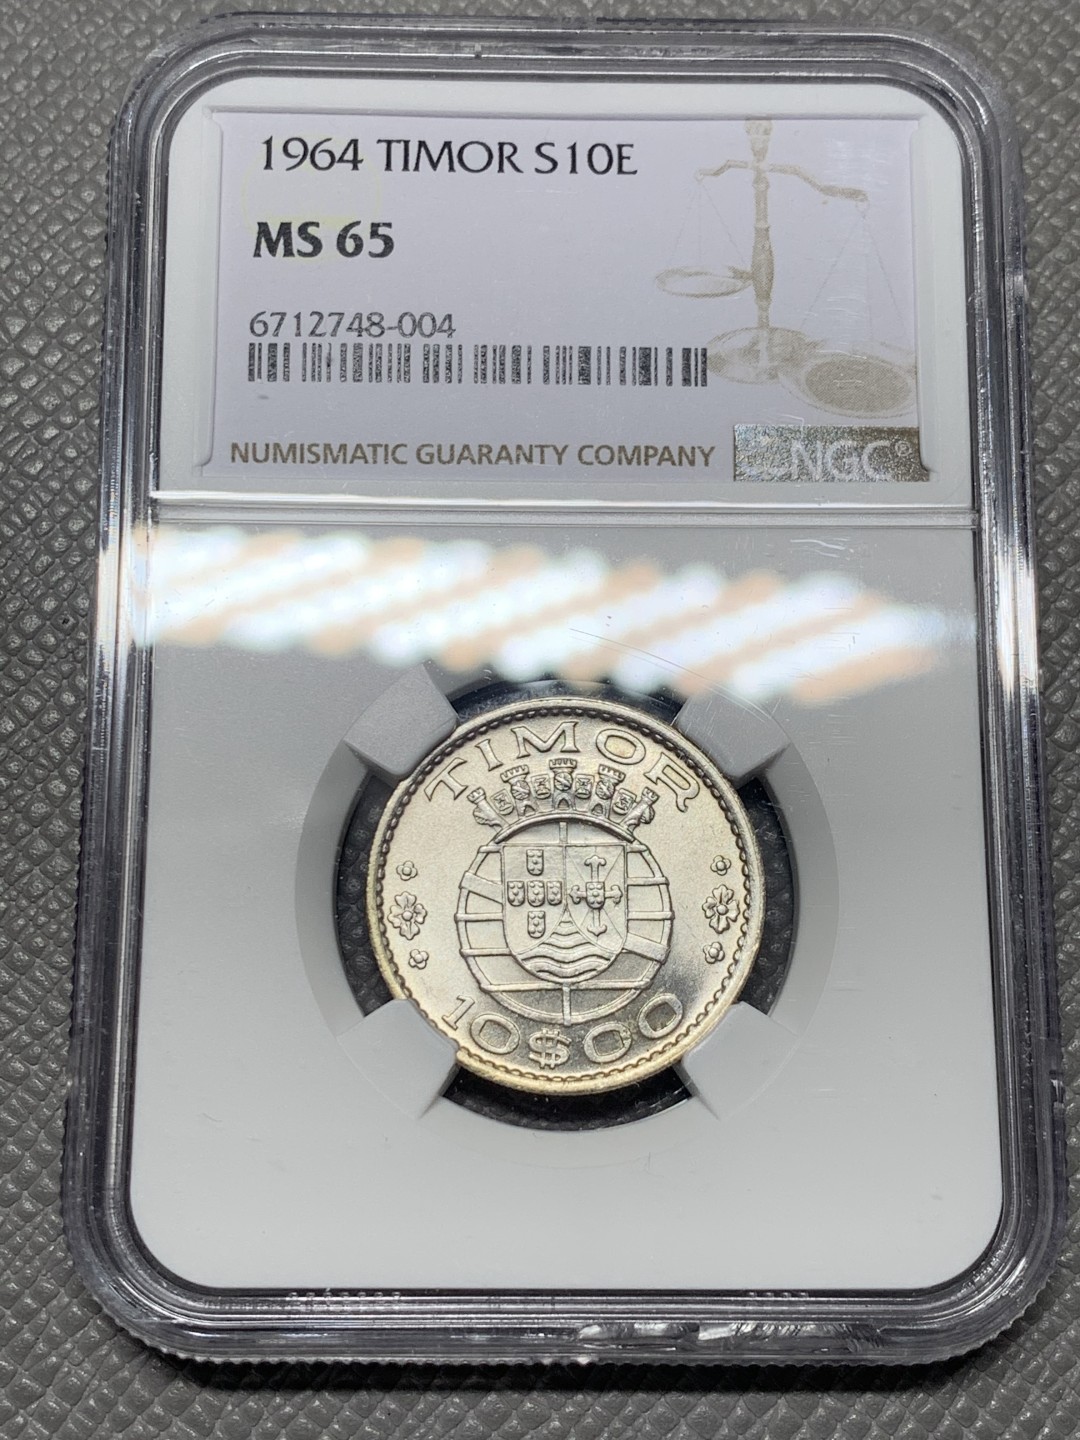 1964 TIMOR S10E
MS 65
6712748-004
NUMISMATIC GUARANTY COMPANY
NGC®
TIMOR
10$00